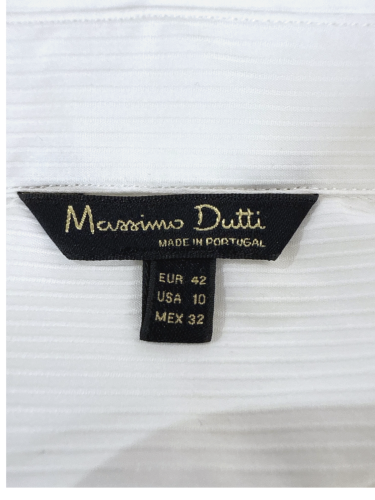 Massimo Dutti
MADE IN PORTUGAL
EUR 42
USA 10
MEX 32